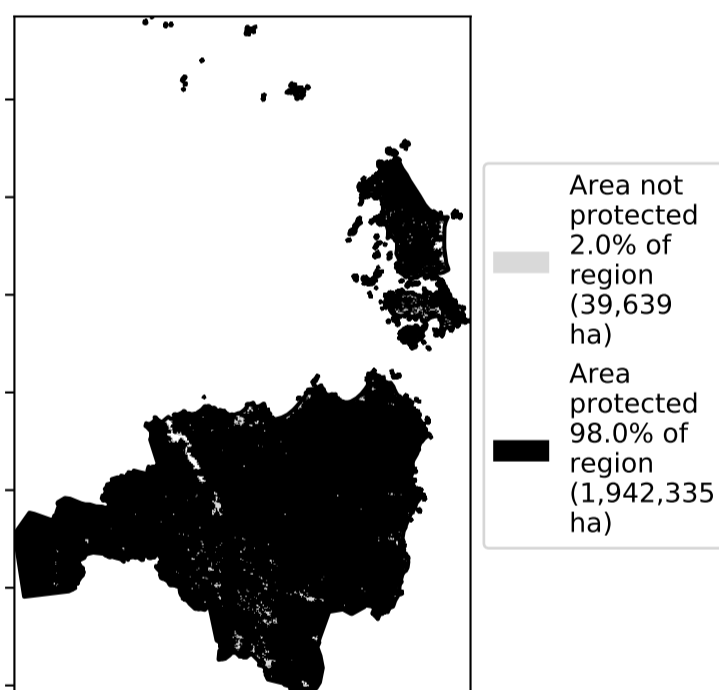 Area not
protected
2.0% of
region
(39,639
ha)
Area
protected
98.0% of
region
(1,942,335
ha)